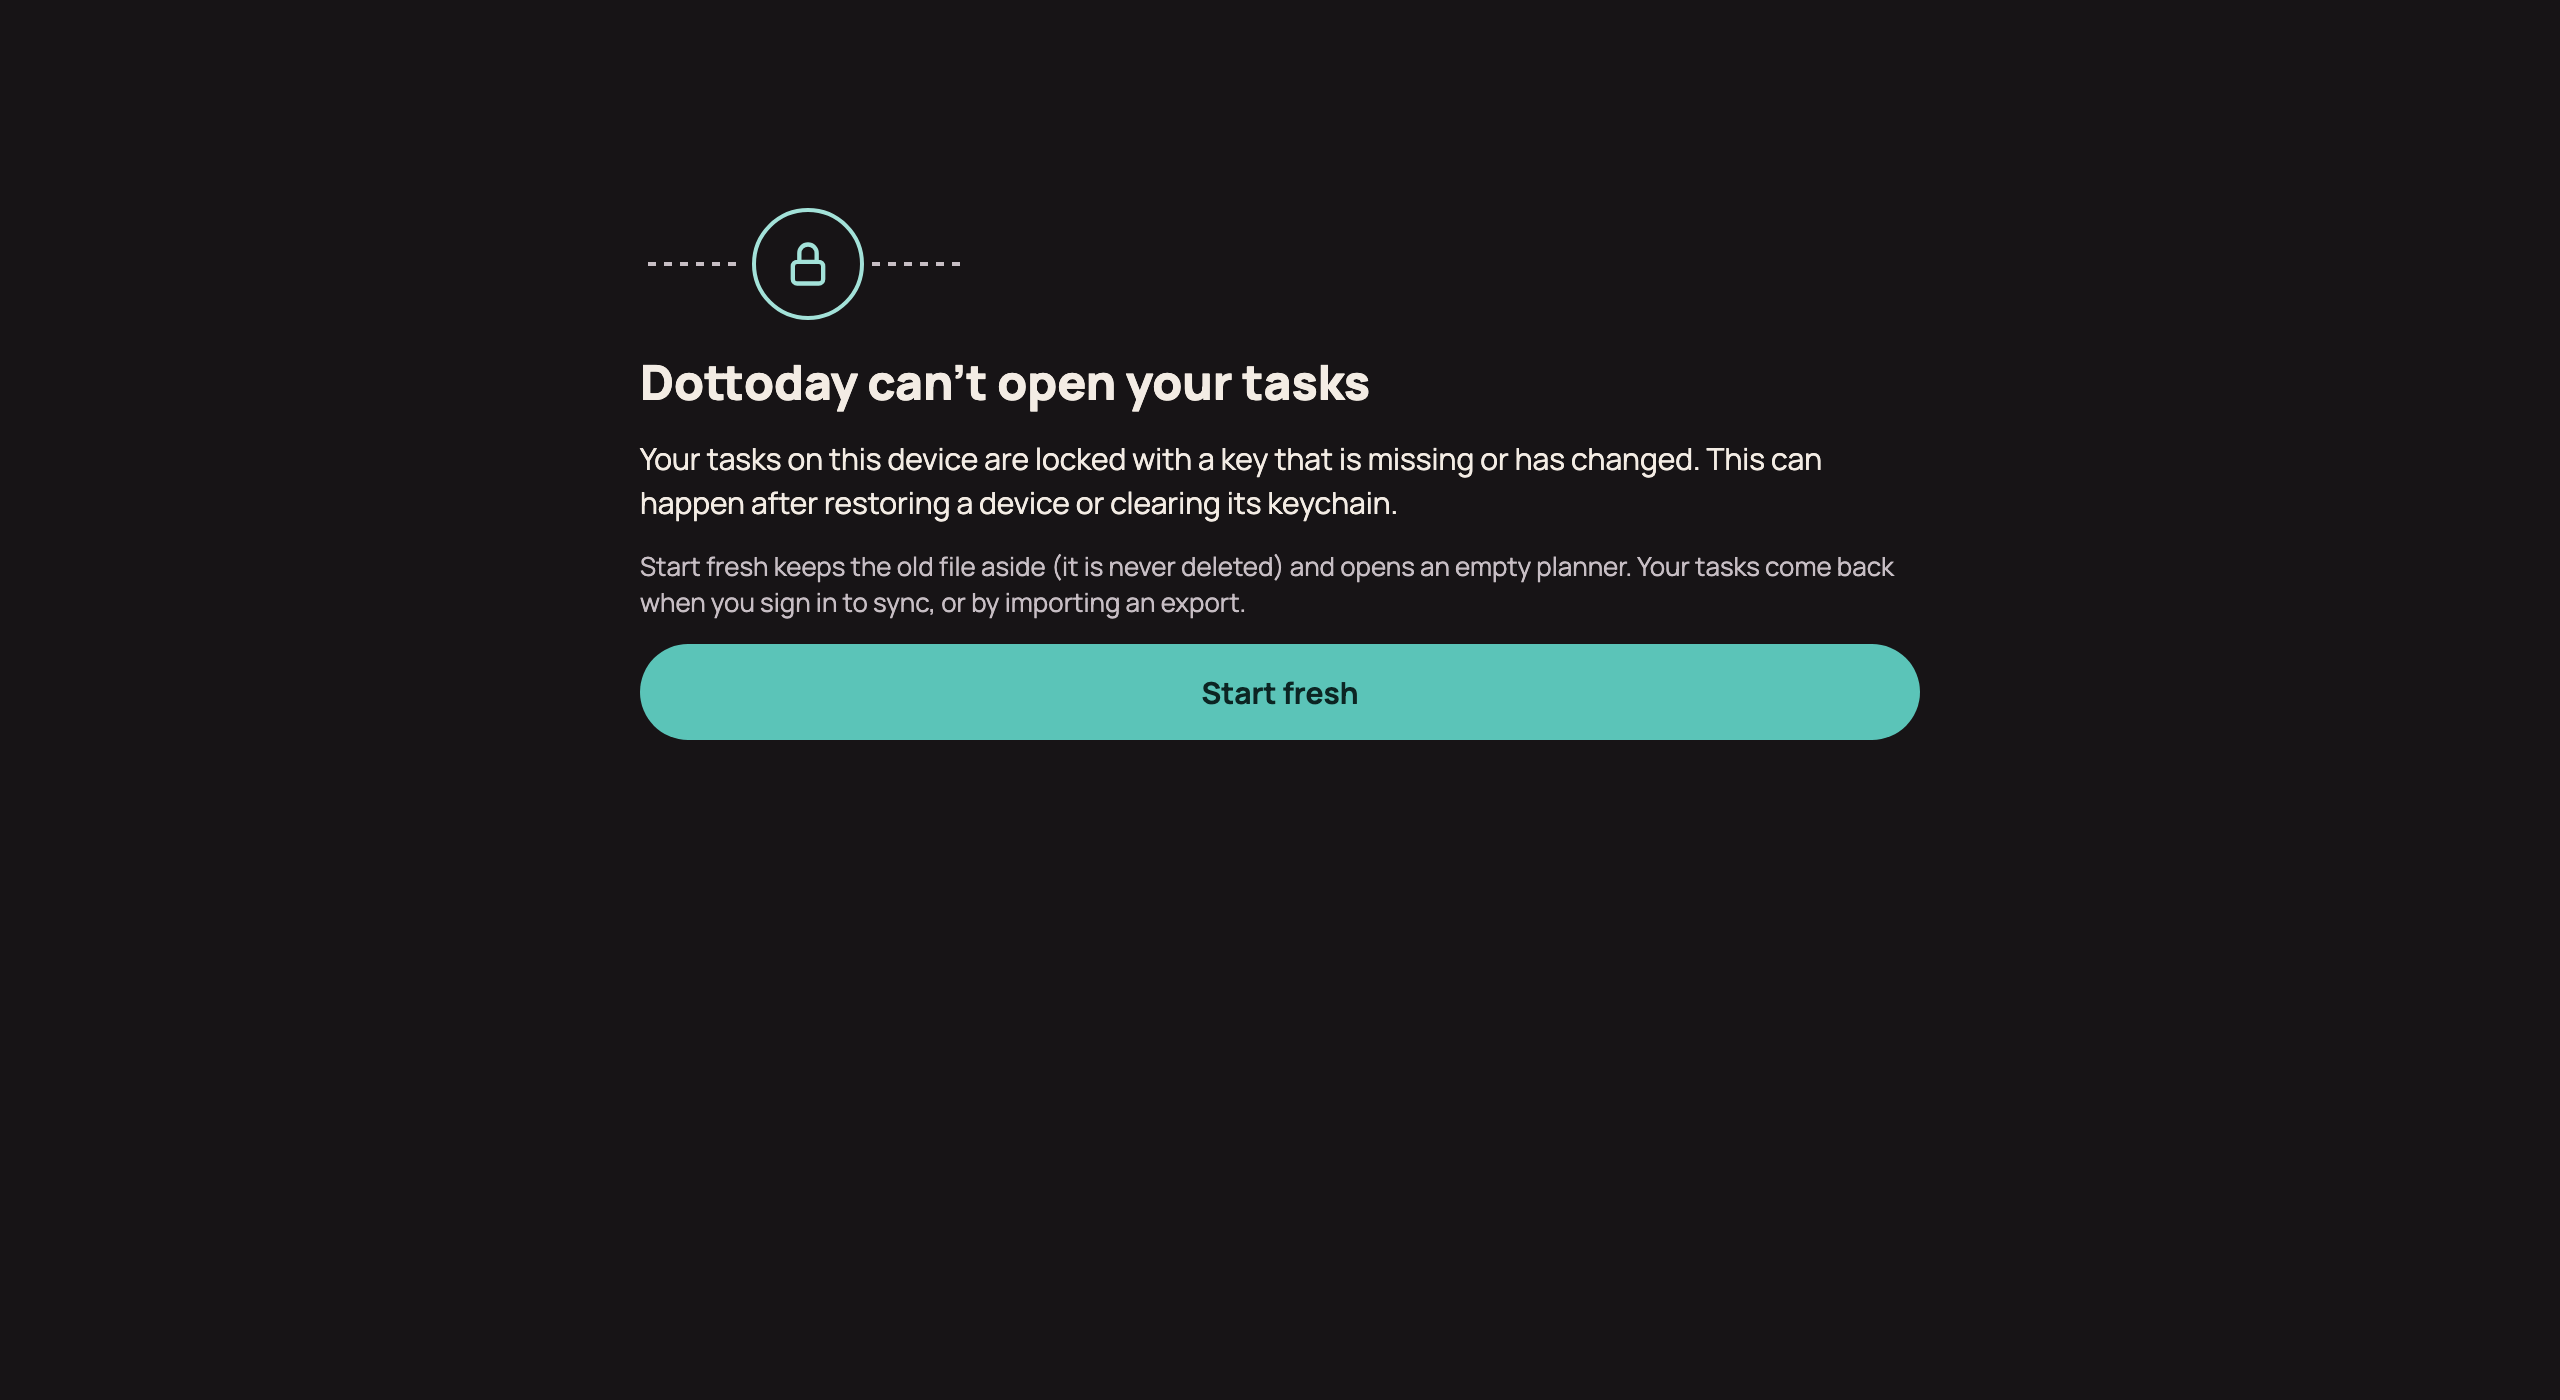 Dottoday can’t open your tasks
Your tasks on this device are locked with a key that is missing or has changed. This can
happen after restoring a device or clearing its keychain.
Start fresh keeps the old file aside (it is never deleted) and opens an empty planner. Your tasks come back
when you sign in to sync, or by importing an export.
Start fresh